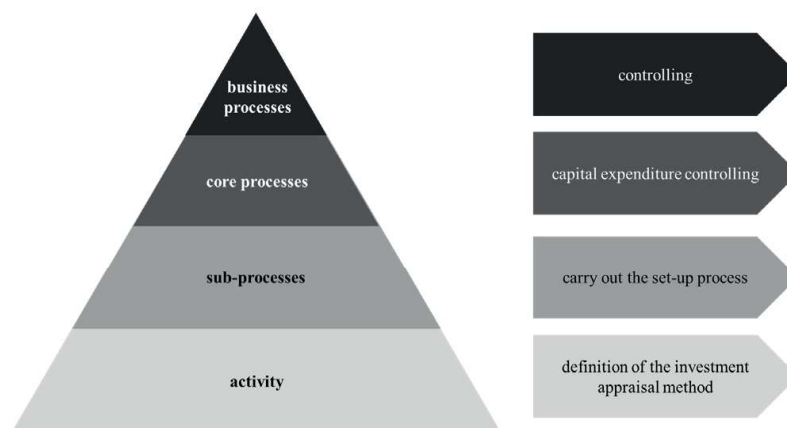 business
processes
controlling
core processes
capital expenditure controlling
sub-processes
carry out the set-up process
activity
definition of the investment
appraisal method